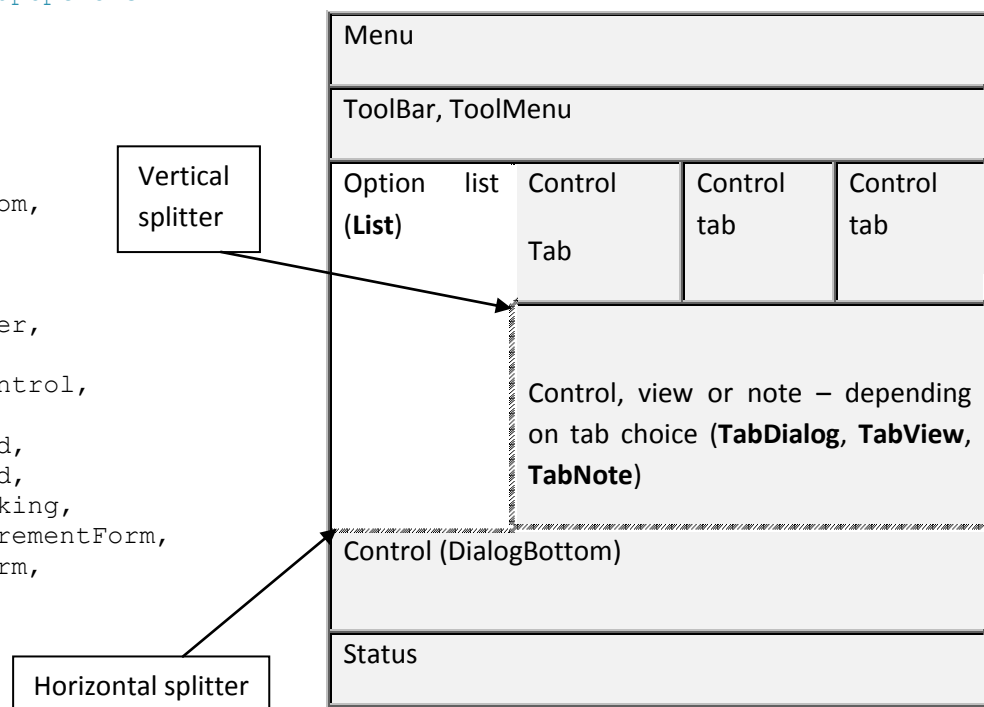 Menu
ToolBar, ToolMenu
Vertical
splitter
Option list
(List)
Control
Tab
Control
tab
Control
tab
om,
er,
ntrol,
d,
d,
king,
rementForm,
rm,
Control, view or note – depending
on tab choice (TabDialog, TabView,
TabNote)
Control (DialogBottom)
Status
Horizontal splitter